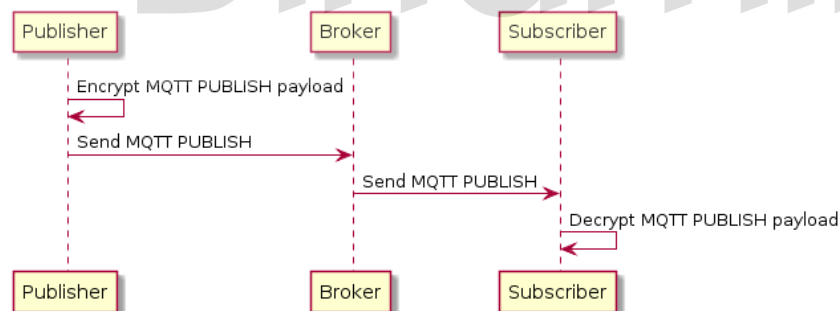 Publisher
Broker
Subscriber
Encrypt MQTT PUBLISH payload
Send MQTT PUBLISH
Send MQTT PUBLISH
Decrypt MQTT PUBLISH payload
Publisher
Broker
Subscriber